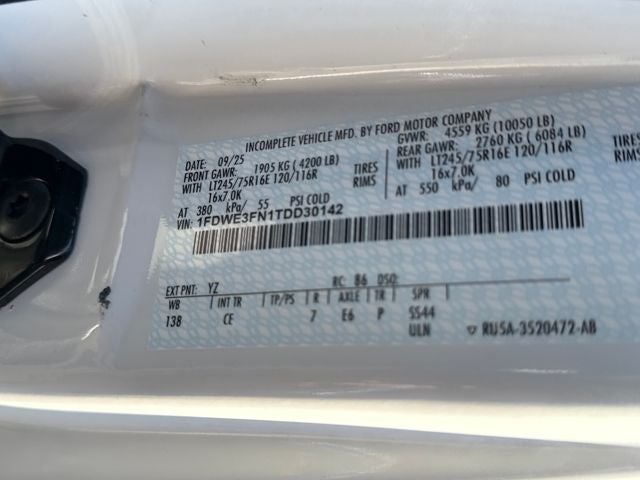 INCOMPLETE VEHICLE MFD. BY FORD MOTOR COMPANY
DATE: 09/25 GVWR: 4559 KG (10050 LB)
FRONT GAWR: 1905 KG (4200 LB) REAR GAWR: 2760 KG (6084 LB)
WITH LT245/75R16E 120/116R TIRES WITH LT245/75R16E 120/116R TIRES
16x7.0K RIMS 16x7.0K RIMS
AT 380 kPa/ 55 PSI COLD AT 550 kPa/ 80 PSI COLD
VIN: 1FDWE3FN1TDD30142
EXT PNT: YZ RC: 86 DSO:
WB INT TR TP/PS R AXLE TR SPR
138 CE 7 E6 P SS44
ULN ▽ RU5A-3520472-AB